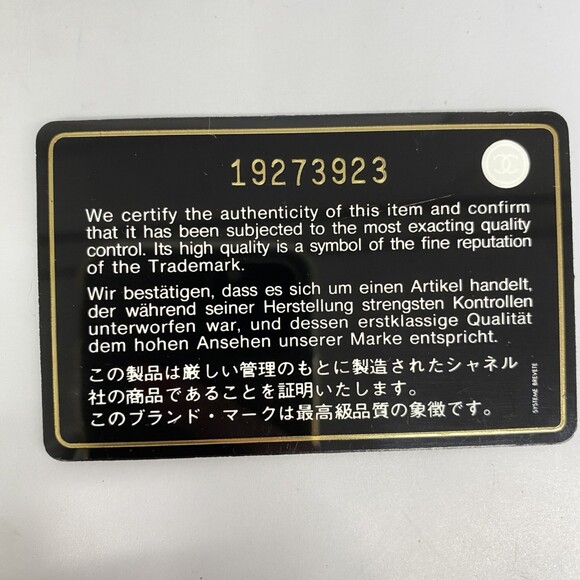 19273923
We certify the authenticity of this item and confirm
that it has been subjected to the most exacting quality
control. Its high quality is a symbol of the fine reputation
of the Trademark.
Wir bestätigen, dass es sich um einen Artikel handelt,
der während seiner Herstellung strengsten Kontrollen
unterworfen war, und dessen erstklassige Qualität
dem hohen Ansehen unserer Marke entspricht.
この製品は厳しい管理のもとに製造されたシャネル
社の商品であることを証明いたします。
このブランド・マークは最高級品質の象徴です。
SYSTEME BREVETE